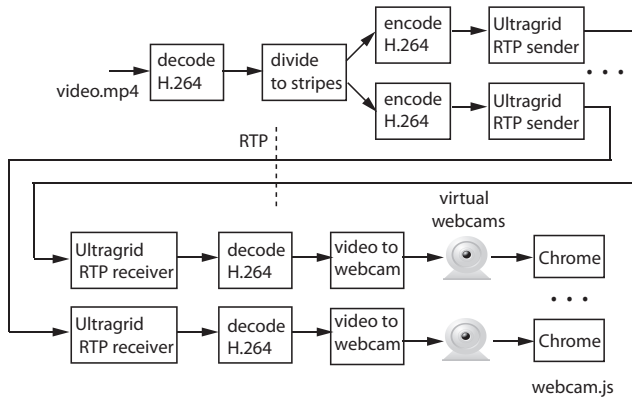 video.mp4
decode
H.264
divide
to stripes
encode
H.264
Ultragrid
RTP sender
encode
H.264
Ultragrid
RTP sender
. . .
RTP
virtual
webcams
Ultragrid
RTP receiver
decode
H.264
video to
webcam
Chrome
. . .
Ultragrid
RTP receiver
decode
H.264
video to
webcam
Chrome
webcam.js